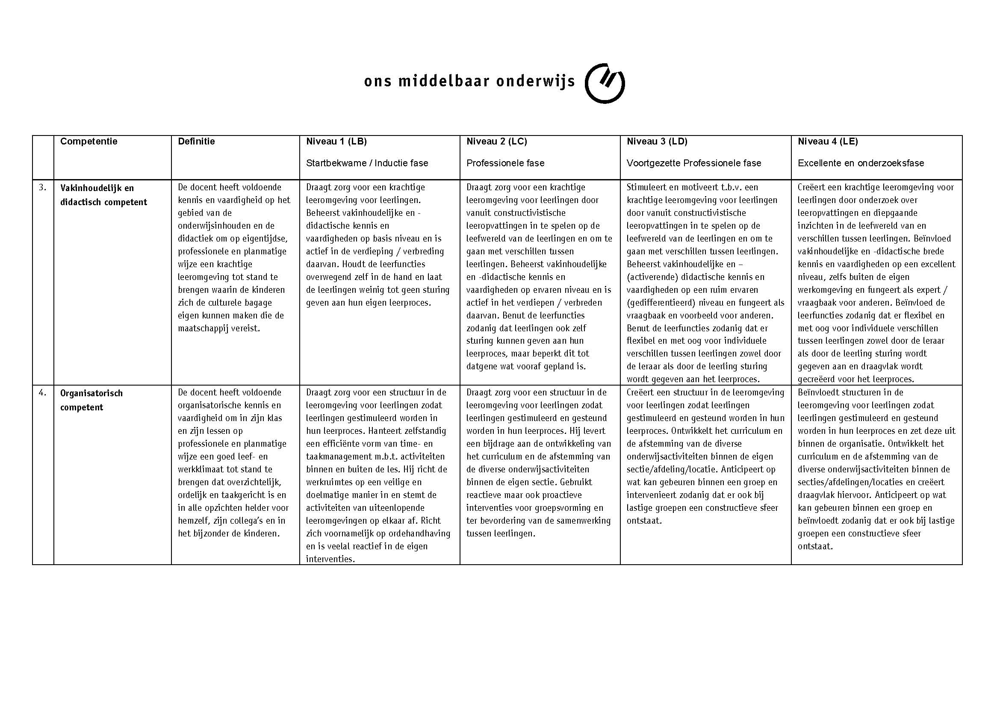 ons middelbaar onderwijs
Competentie
Definitie
Niveau 1 (LB)
Startbekwame / Inductie fase
Niveau 2 (LC)
Professionele fase
Niveau 3 (LD)
Voortgezette Professionele fase
Niveau 4 (LE)
Excellente en onderzoeksfase
3.
Vakinhoudelijk en
didactisch competent
De docent heeft voldoende
kennis en vaardigheid op het
gebied van de
onderwijsinhouden en de
didactiek om op eigentijdse,
professionele en planmatige
wijze een krachtige
leeromgeving tot stand te
brengen waarin de kinderen
zich de culturele bagage
eigen kunnen maken die de
maatschappij vereist.
Draagt zorg voor een krachtige
leeromgeving voor leerlingen.
Beheerst vakinhoudelijke en -
didactische kennis en
vaardigheden op basis niveau en is
actief in de verdieping / verbreding
daarvan. Houdt de leerfuncties
overwegend zelf in de hand en laat
de leerlingen weinig tot geen sturing
geven aan hun eigen leerproces.
Draagt zorg voor een krachtige
leeromgeving voor leerlingen door
vanuit constructivistische
leeropvattingen in te spelen op de
leefwereld van de leerlingen en om te
gaan met verschillen tussen
leerlingen. Beheerst vakinhoudelijke
en -didactische kennis en
vaardigheden op ervaren niveau en is
actief in het verdiepen / verbreden
daarvan. Benut de leerfuncties
zodanig dat leerlingen ook zelf
sturing kunnen geven aan hun
leerproces, maar beperkt dit tot
datgene wat vooraf gepland is.
Stimuleert en motiveert t.b.v. een
krachtige leeromgeving voor leerlingen
door vanuit constructivistische
leeropvattingen in te spelen op de
leefwereld van de leerlingen en om te
gaan met verschillen tussen leerlingen.
Beheerst vakinhoudelijke en –
(activerende) didactische kennis en
vaardigheden op een ruim ervaren
(gedifferentieerd) niveau en fungeert als
vraagbaak en voorbeeld voor anderen.
Benut de leerfuncties zodanig dat er
flexibel en met oog voor individuele
verschillen tussen leerlingen zowel door
de leraar als door de leerling sturing
wordt gegeven aan het leerproces.
Creëert een krachtige leeromgeving voor
leerlingen door onderzoek over
leeropvattingen en diepgaande
inzichten in de leefwereld van en
verschillen tussen leerlingen. Beïnvloed
vakinhoudelijke en -didactische brede
kennis en vaardigheden op een excellent
niveau, zelfs buiten de eigen
werkomgeving en fungeert als expert /
vraagbaak voor anderen. Beïnvloed de
leerfuncties zodanig dat er flexibel en
met oog voor individuele verschillen
tussen leerlingen zowel door de leraar
als door de leerling sturing wordt
gegeven aan en draagvlak wordt
gecreëerd voor het leerproces.
4.
Organisatorisch
competent
De docent heeft voldoende
organisatorische kennis en
vaardigheid om in zijn klas
en zijn lessen op
professionele en planmatige
wijze een goed leef- en
werkklimaat tot stand te
brengen dat overzichtelijk,
ordelijk en taakgericht is en
in alle opzichten helder voor
hemzelf, zijn collega’s en in
het bijzonder de kinderen.
Draagt zorg voor een structuur in de
leeromgeving voor leerlingen zodat
leerlingen gestimuleerd worden in
hun leerproces. Hanteert zelfstandig
een efficiënte vorm van time- en
taakmanagement m.b.t. activiteiten
binnen en buiten de les. Hij richt de
werkruimtes op een veilige en
doelmatige manier in en stemt de
activiteiten van uiteenlopende
leeromgevingen op elkaar af. Richt
zich voornamelijk op ordehandhaving
en is veelal reactief in de eigen
interventies.
Draagt zorg voor een structuur in de
leeromgeving voor leerlingen zodat
leerlingen gestimuleerd en gesteund
worden in hun leerproces. Hij levert
een bijdrage aan de ontwikkeling van
het curriculum en de afstemming van
de diverse onderwijsactiviteiten
binnen de eigen sectie. Gebruikt
reactieve maar ook proactieve
interventies voor groepsvorming en
ter bevordering van de samenwerking
tussen leerlingen.
Creëert een structuur in de leeromgeving
voor leerlingen zodat leerlingen
gestimuleerd en gesteund worden in hun
leerproces. Ontwikkelt het curriculum en
de afstemming van de diverse
onderwijsactiviteiten binnen de eigen
sectie/afdeling/locatie. Anticipeert op
wat kan gebeuren binnen een groep en
intervenieert zodanig dat er ook bij
lastige groepen een constructieve sfeer
ontstaat.
Beïnvloedt structuren in de
leeromgeving voor leerlingen zodat
leerlingen gestimuleerd en gesteund
worden in hun leerproces en zet deze uit
binnen de organisatie. Ontwikkelt het
curriculum en de afstemming van de
diverse onderwijsactiviteiten binnen de
secties/afdelingen/locaties en creëert
draagvlak hiervoor. Anticipeert op wat
kan gebeuren binnen een groep en
beïnvloedt zodanig dat er ook bij lastige
groepen een constructieve sfeer
ontstaat.